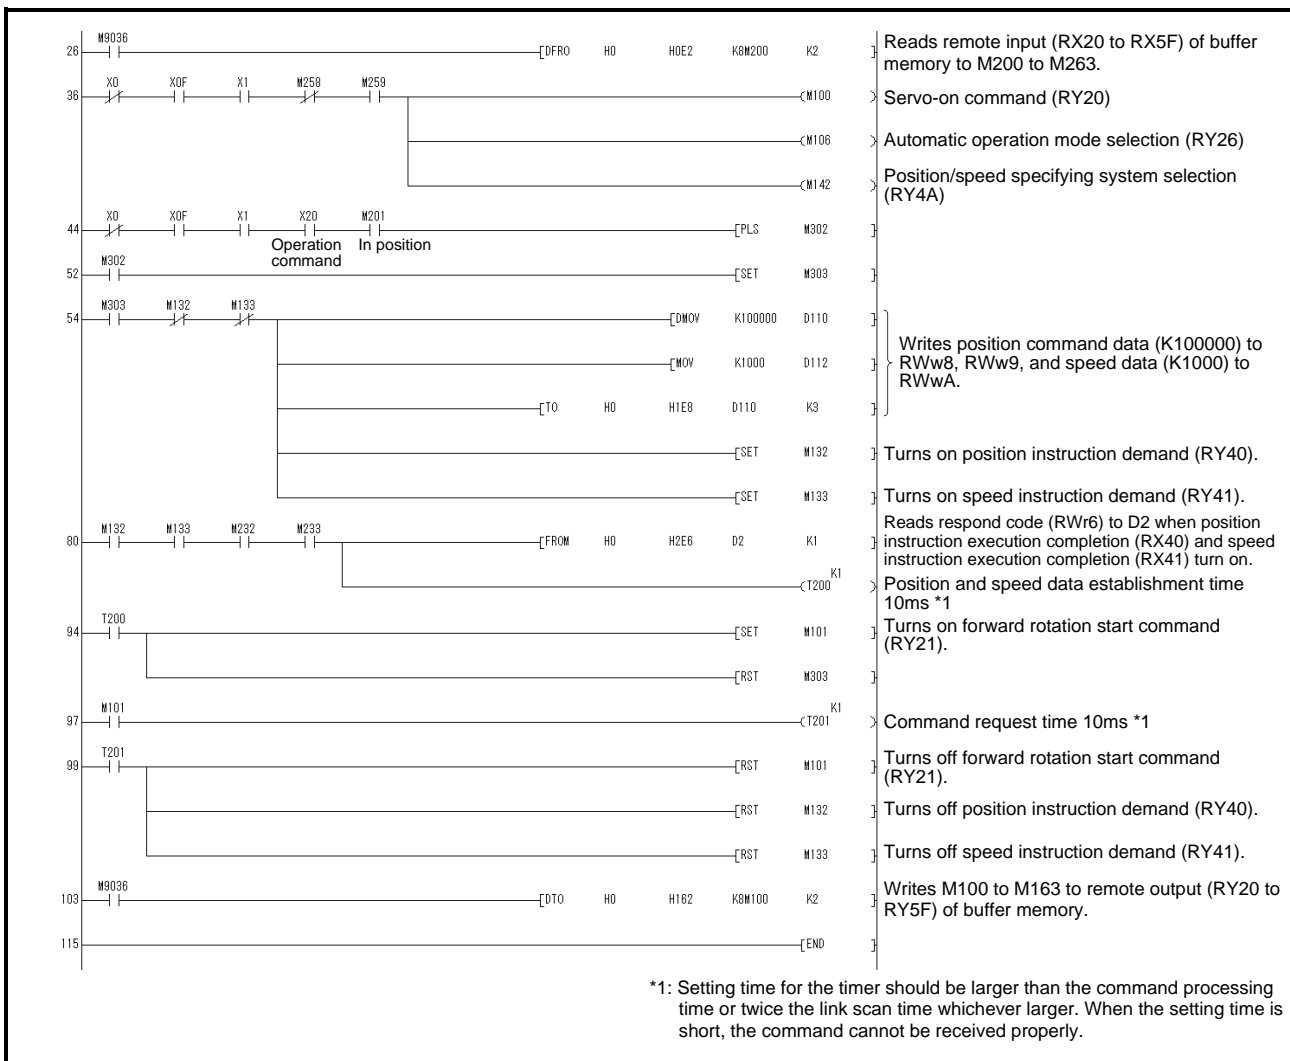 M9036
26 DFRO H0 H0E2 K8M200 K2 Reads remote input (RX20 to RX5F) of buffer
memory to M200 to M263.
X0 X0F X1 M258 M259
36 M100 Servo-on command (RY20)
M106 Automatic operation mode selection (RY26)
M142 Position/speed specifying system selection
(RY4A)
X0 X0F X1 X20 M201
44 PLS M302
Operation In position
command
M302
52 SET M303
M303 M132 M133
54 DMOV K100000 D110
Writes position command data (K100000) to
MOV K1000 D112 RWw8, RWw9, and speed data (K1000) to
RWwA.
TO H0 H1E8 D110 K3
SET M132 Turns on position instruction demand (RY40).
SET M133 Turns on speed instruction demand (RY41).
M132 M133 M232 M233 Reads respond code (RWr6) to D2 when position
80 FROM H0 H2E6 D2 K1 instruction execution completion (RX40) and speed
instruction execution completion (RX41) turn on.
K1
T200 Position and speed data establishment time
10ms *1
T200
94 SET M101 Turns on forward rotation start command
(RY21).
RST M303
M101 K1
97 T201 Command request time 10ms *1
T201
99 RST M101 Turns off forward rotation start command
(RY21).
RST M132 Turns off position instruction demand (RY40).
RST M133 Turns off speed instruction demand (RY41).
M9036
103 DTO H0 H162 K8M100 K2 Writes M100 to M163 to remote output (RY20 to
RY5F) of buffer memory.
115 END
*1: Setting time for the timer should be larger than the command processing
time or twice the link scan time whichever larger. When the setting time is
short, the command cannot be received properly.